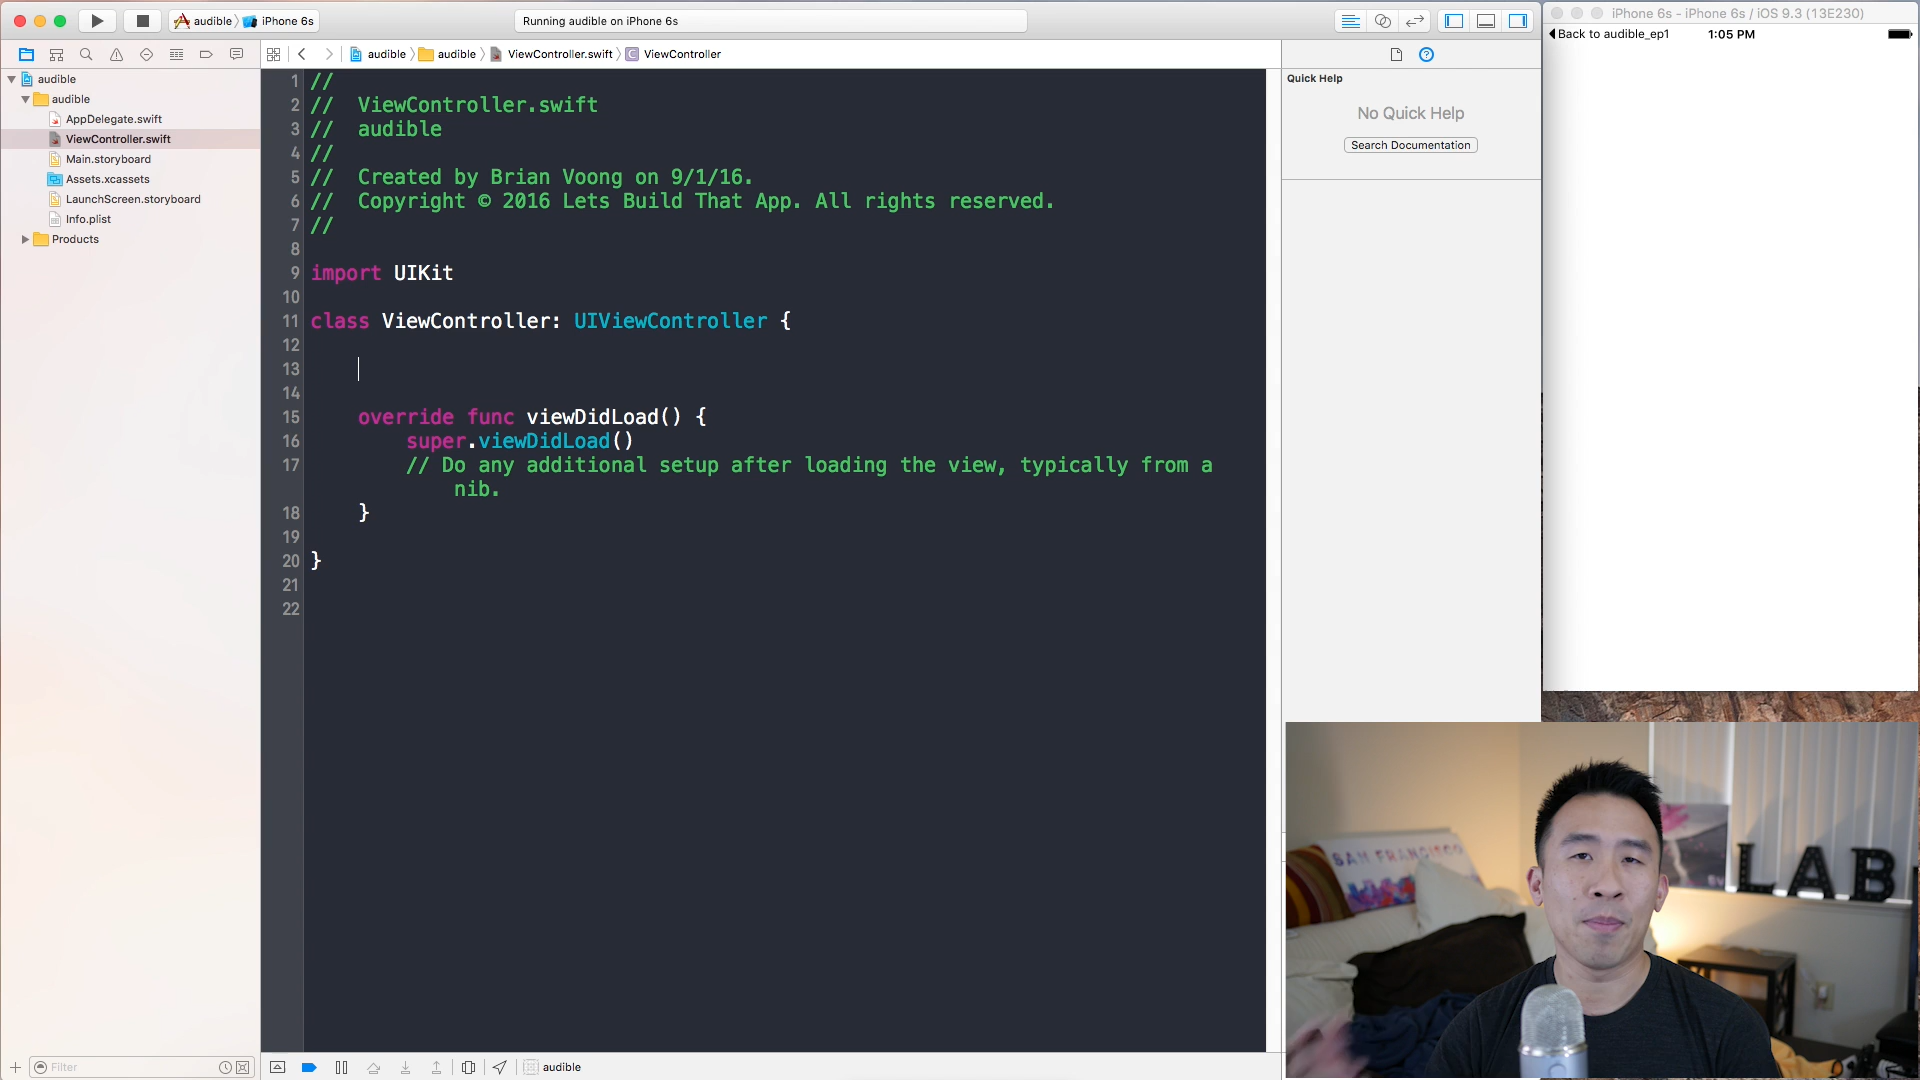 audible
iPhone 6s
Running audible on iPhone 6s
iPhone 6s - iPhone 6s / iOS 9.3 (13E230)
Back to audible_ep1
1:05 PM
audible
audible
ViewController.swift
C
ViewController
Quick Help
No Quick Help
Search Documentation
audible
audible
AppDelegate.swift
ViewController.swift
Main.storyboard
Assets.xcassets
LaunchScreen.storyboard
Info.plist
Products
1 //
2 //  ViewController.swift
3 //  audible
4 //
5 //  Created by Brian Voong on 9/1/16.
6 //  Copyright © 2016 Lets Build That App. All rights reserved.
7 //
8
9 import UIKit
10
11 class ViewController: UIViewController {
12
13
14
15     override func viewDidLoad() {
16         super.viewDidLoad()
17         // Do any additional setup after loading the view, typically from a
nib.
18     }
19
20 }
21
22
SAN FRANCISCO
LAB
Filter
audible